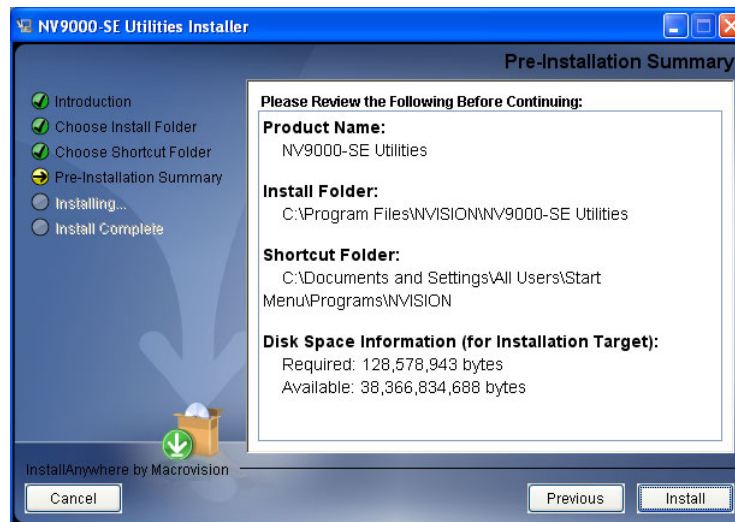 NV9000-SE Utilities Installer
Pre-Installation Summary
Introduction
Choose Install Folder
Choose Shortcut Folder
Pre-Installation Summary
Installing...
Install Complete
Please Review the Following Before Continuing:
Product Name:
NV9000-SE Utilities
Install Folder:
C:\Program Files\NVISION\NV9000-SE Utilities
Shortcut Folder:
C:\Documents and Settings\All Users\Start
Menu\Programs\NVISION
Disk Space Information (for Installation Target):
Required: 128,578,943 bytes
Available: 38,366,834,688 bytes
InstallAnywhere by Macrovision
Cancel
Previous
Install